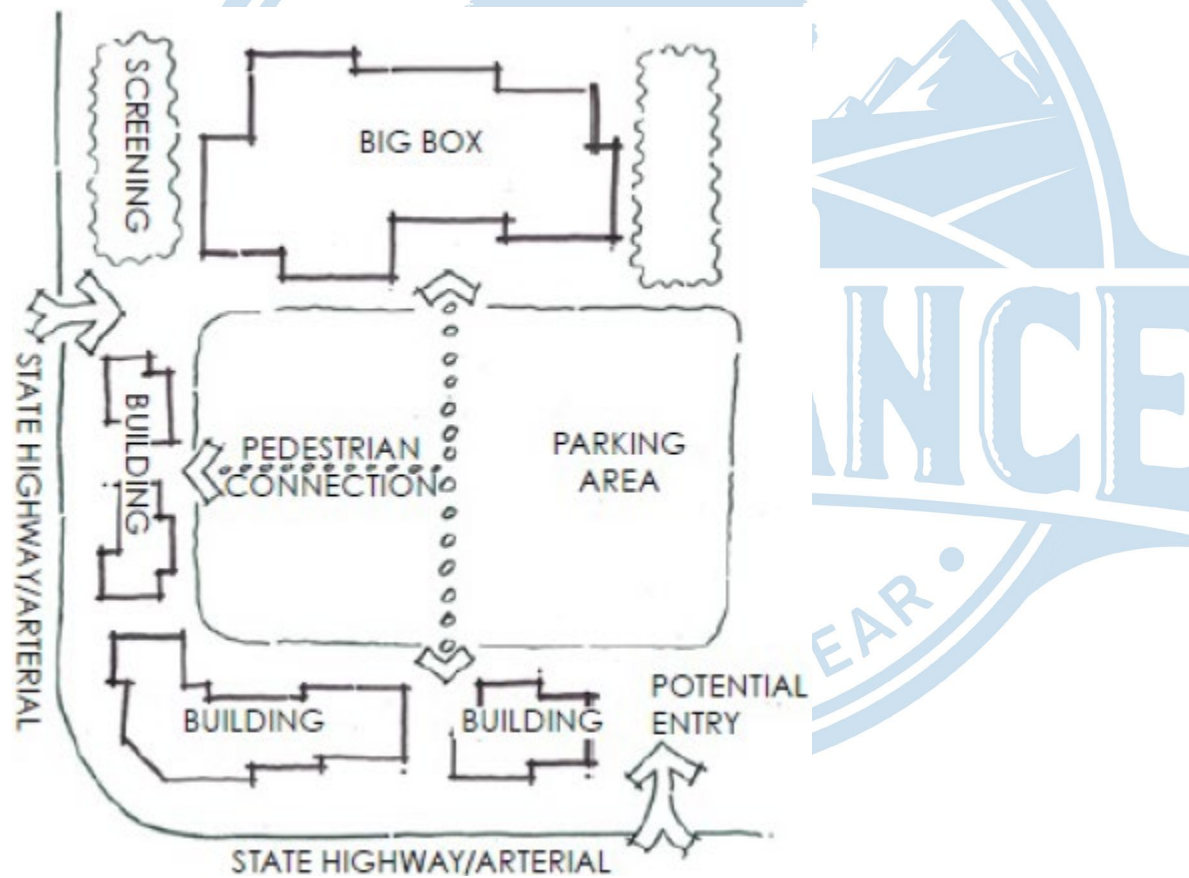 SCREENING
BIG BOX
STATE HIGHWAY/ARTERIAL
BUILDING
PEDESTRIAN
CONNECTION
PARKING
AREA
BUILDING
BUILDING
POTENTIAL
ENTRY
STATE HIGHWAY/ARTERIAL
ANCE
EAR